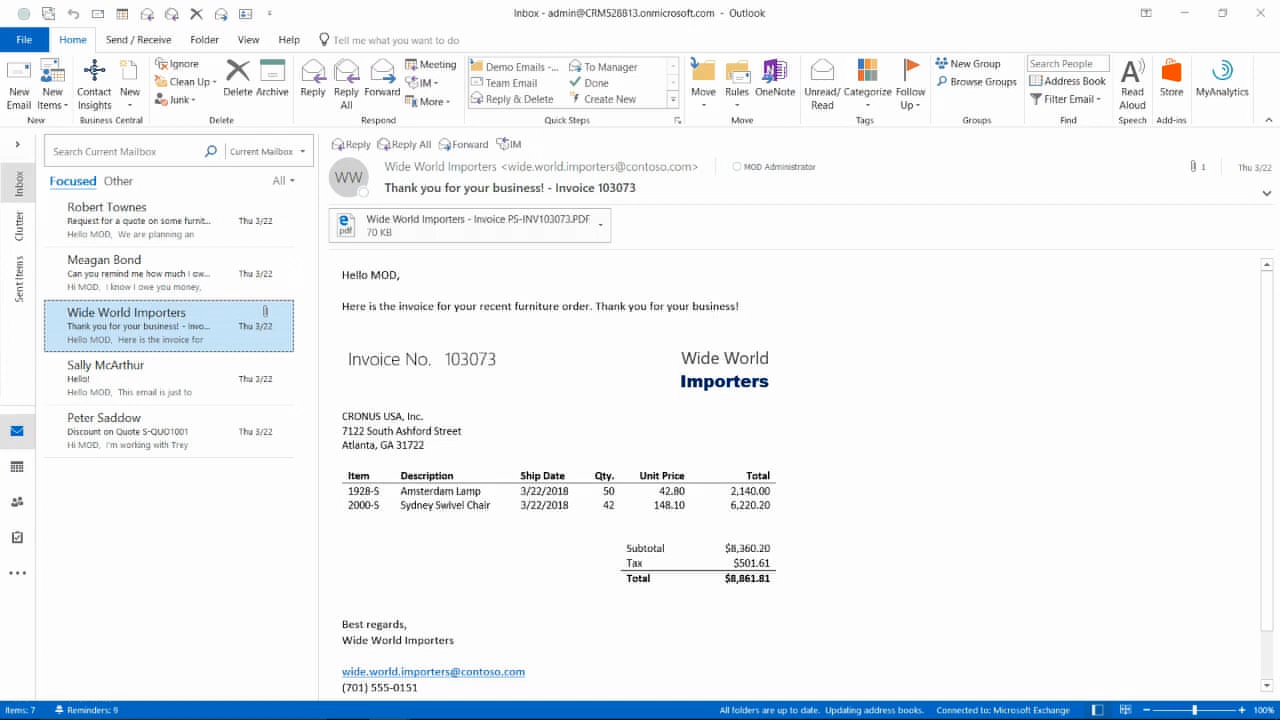 Inbox - admin@CRM528813.onmicrosoft.com - Outlook
File Home Send / Receive Folder View Help Tell me what you want to do
New Email
New Items
Contact Insights
New
Business Central
Ignore
Clean Up
Junk
Delete
Archive
Delete
Reply
Reply All
Forward
Meeting
IM
More
Respond
Demo Emails -...
Team Email
Reply & Delete
To Manager
Done
Create New
Quick Steps
Move
Rules
OneNote
Move
Unread/ Read
Categorize
Follow Up
Tags
New Group
Browse Groups
Groups
Search People
Address Book
Filter Email
Find
Read Aloud
Speech
Store
Add-ins
MyAnalytics
Inbox
Clutter
Sent Items
Search Current Mailbox Current Mailbox
Focused Other All
Robert Townes
Request for a quote on some furnit... Thu 3/22
Hello MOD, We are planning an
Meagan Bond
Can you remind me how much I ow... Thu 3/22
Hi MOD, I know I owe you money,
Wide World Importers
Thank you for your business! - Invo... Thu 3/22
Hello MOD, Here is the invoice for
Sally McArthur
Hello! Thu 3/22
Hello MOD, This email is just to
Peter Saddow
Discount on Quote S-QUO1001 Thu 3/22
Hi MOD, I'm working with Trey
Reply Reply All Forward IM
WW
Wide World Importers <wide.world.importers@contoso.com> MOD Administrator 1 Thu 3/22
Thank you for your business! - Invoice 103073
pdf
Wide World Importers - Invoice PS-INV103073.PDF
70 KB
Hello MOD,
Here is the invoice for your recent furniture order. Thank you for your business!
Invoice No. 103073
Wide World
Importers
CRONUS USA, Inc.
7122 South Ashford Street
Atlanta, GA 31722
Item Description Ship Date Qty. Unit Price Total
1928-S Amsterdam Lamp 3/22/2018 50 42.80 2,140.00
2000-S Sydney Swivel Chair 3/22/2018 42 148.10 6,220.20
Subtotal $8,360.20
Tax $501.61
Total $8,861.81
Best regards,
Wide World Importers
wide.world.importers@contoso.com
(701) 555-0151
Items: 7 Reminders: 9 All folders are up to date. Updating address books. Connected to: Microsoft Exchange 100%